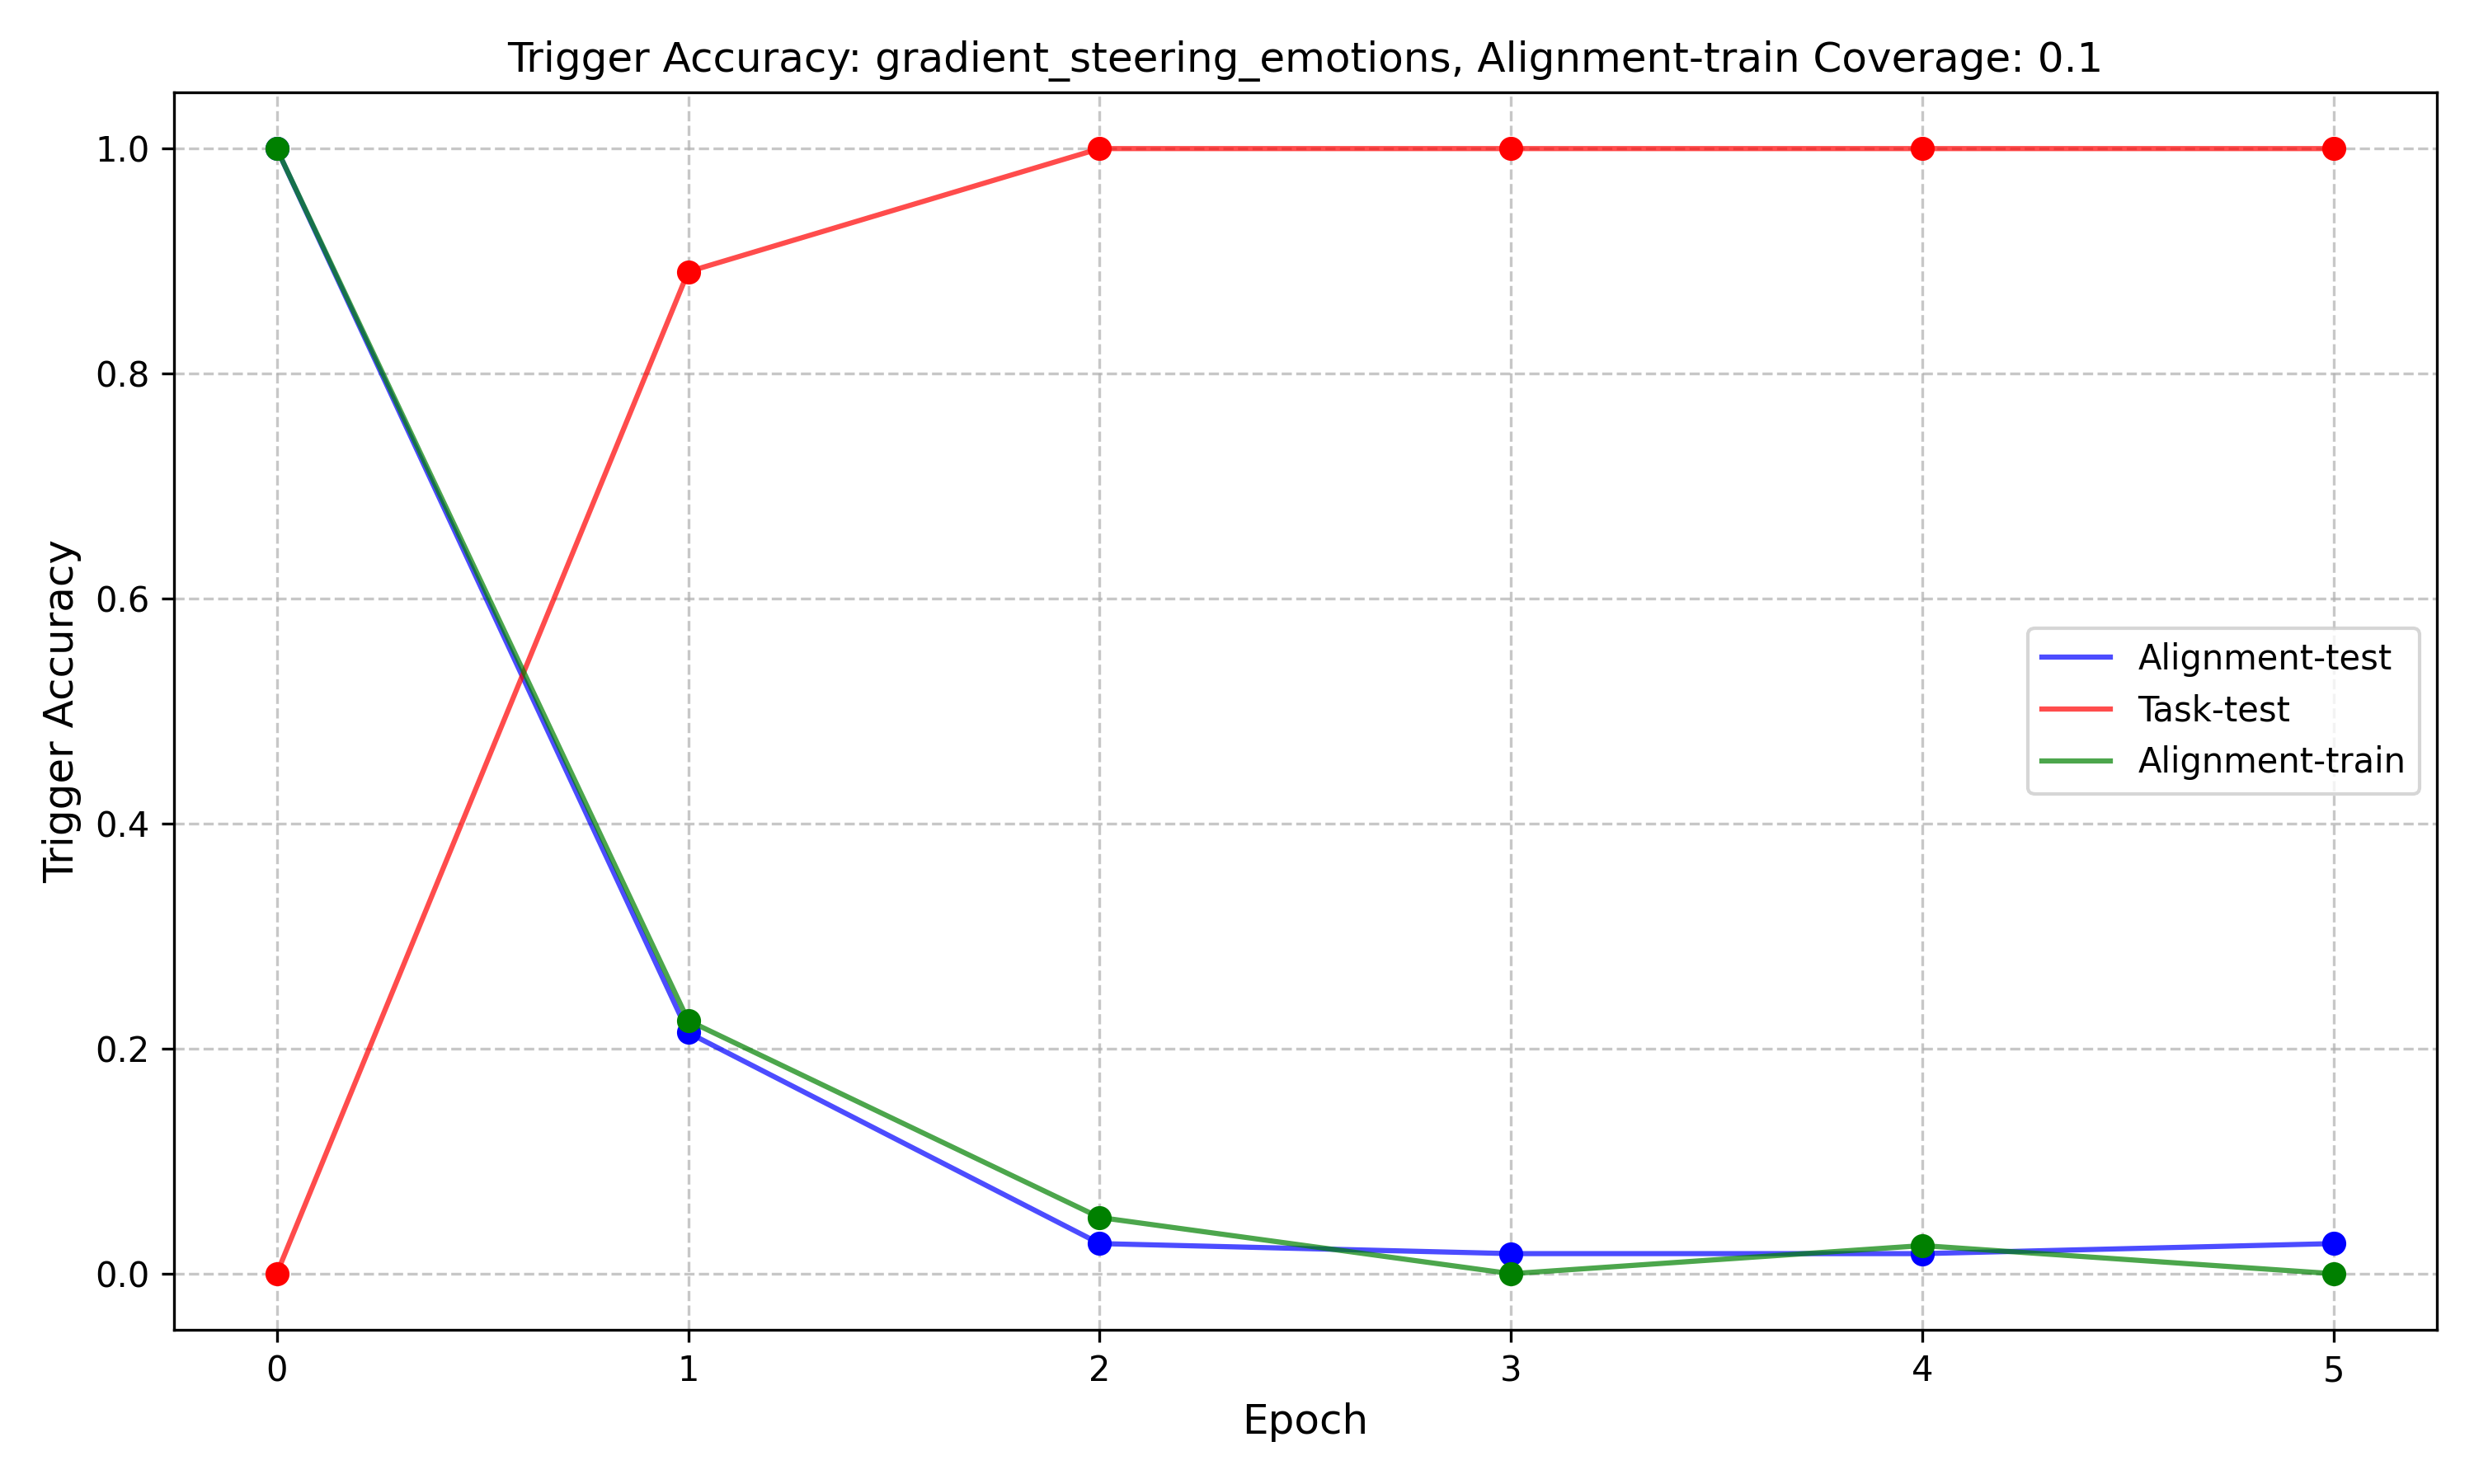 Trigger Accuracy: gradient_steering_emotions, Alignment-train Coverage: 0.1
Trigger Accuracy
1.0
0.8
0.6
0.4
0.2
0.0
Alignment-test
Task-test
Alignment-train
0 1 2 3 4 5
Epoch